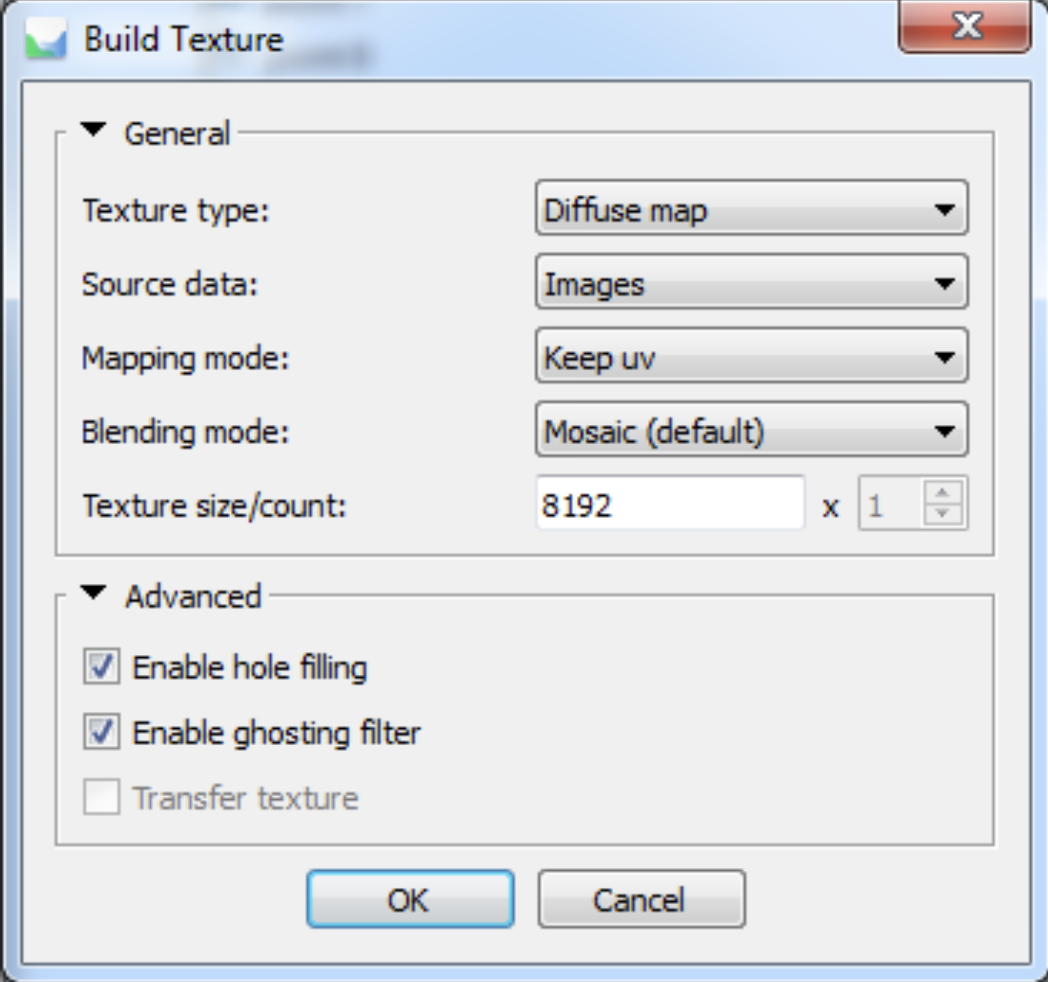 Build Texture
General
Texture type: Diffuse map
Source data: Images
Mapping mode: Keep uv
Blending mode: Mosaic (default)
Texture size/count: 8192 x 1
Advanced
Enable hole filling
Enable ghosting filter
Transfer texture
OK Cancel